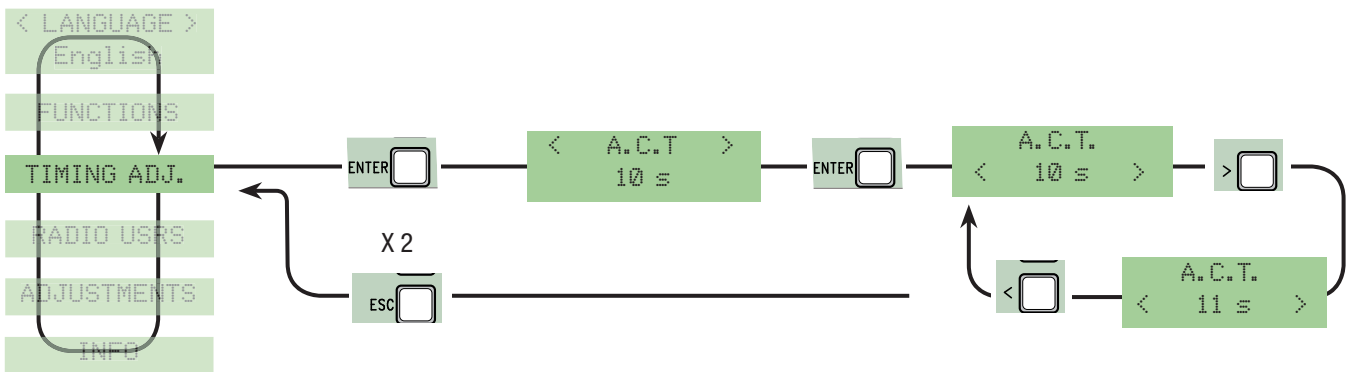 < LANGUAGE >
English
FUNCTIONS
TIMING ADJ.
RADIO USRS
ADJUSTMENTS
INFO
ENTER
< A.C.T >
10 s
ENTER
A.C.T.
< 10 s >
>
X 2
ESC
<
A.C.T.
< 11 s >